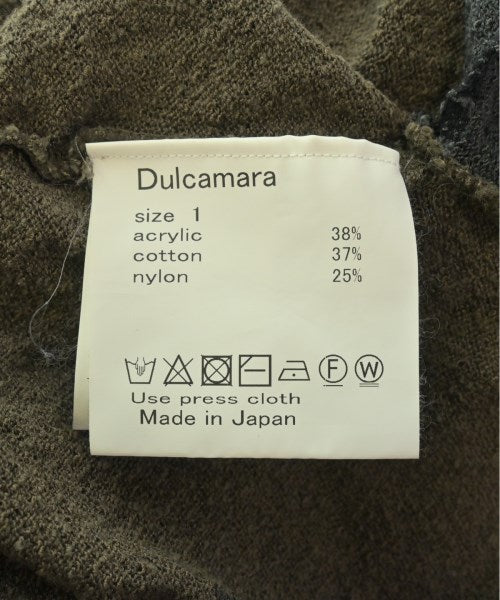 Dulcamara
size 1
acrylic 38%
cotton 37%
nylon 25%
F W
Use press cloth
Made in Japan